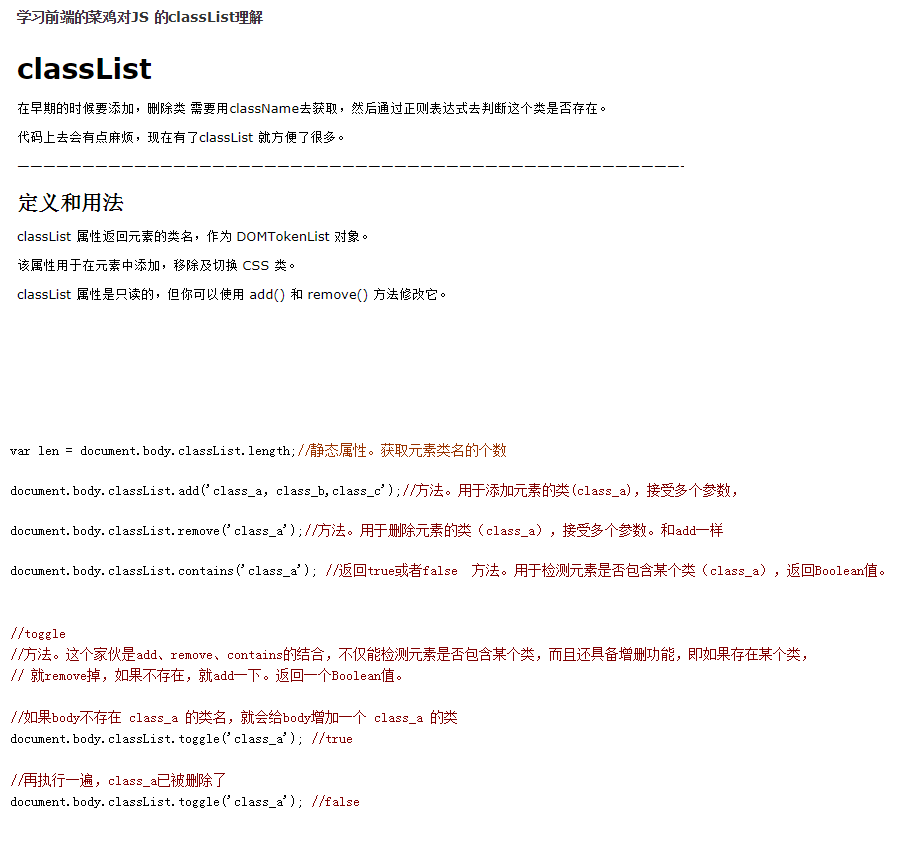 学习前端的菜鸡对JS 的classList理解
classList
在早期的时候要添加，删除类 需要用className去获取，然后通过正则表达式去判断这个类是否存在。
代码上去会有点麻烦，现在有了classList 就方便了很多。
———————————————————————————————————————————————————-
定义和用法
classList 属性返回元素的类名，作为 DOMTokenList 对象。
该属性用于在元素中添加，移除及切换 CSS 类。
classList 属性是只读的，但你可以使用 add() 和 remove() 方法修改它。
var len = document.body.classList.length;//静态属性。获取元素类名的个数
document.body.classList.add('class_a，class_b,class_c');//方法。用于添加元素的类(class_a)，接受多个参数，
document.body.classList.remove('class_a');//方法。用于删除元素的类（class_a），接受多个参数。和add一样
document.body.classList.contains('class_a'); //返回true或者false  方法。用于检测元素是否包含某个类（class_a），返回Boolean值。
//toggle
//方法。这个家伙是add、remove、contains的结合，不仅能检测元素是否包含某个类，而且还具备增删功能，即如果存在某个类，
// 就remove掉，如果不存在，就add一下。返回一个Boolean值。
//如果body不存在 class_a 的类名，就会给body增加一个 class_a 的类
document.body.classList.toggle('class_a'); //true
//再执行一遍，class_a已被删除了
document.body.classList.toggle('class_a'); //false